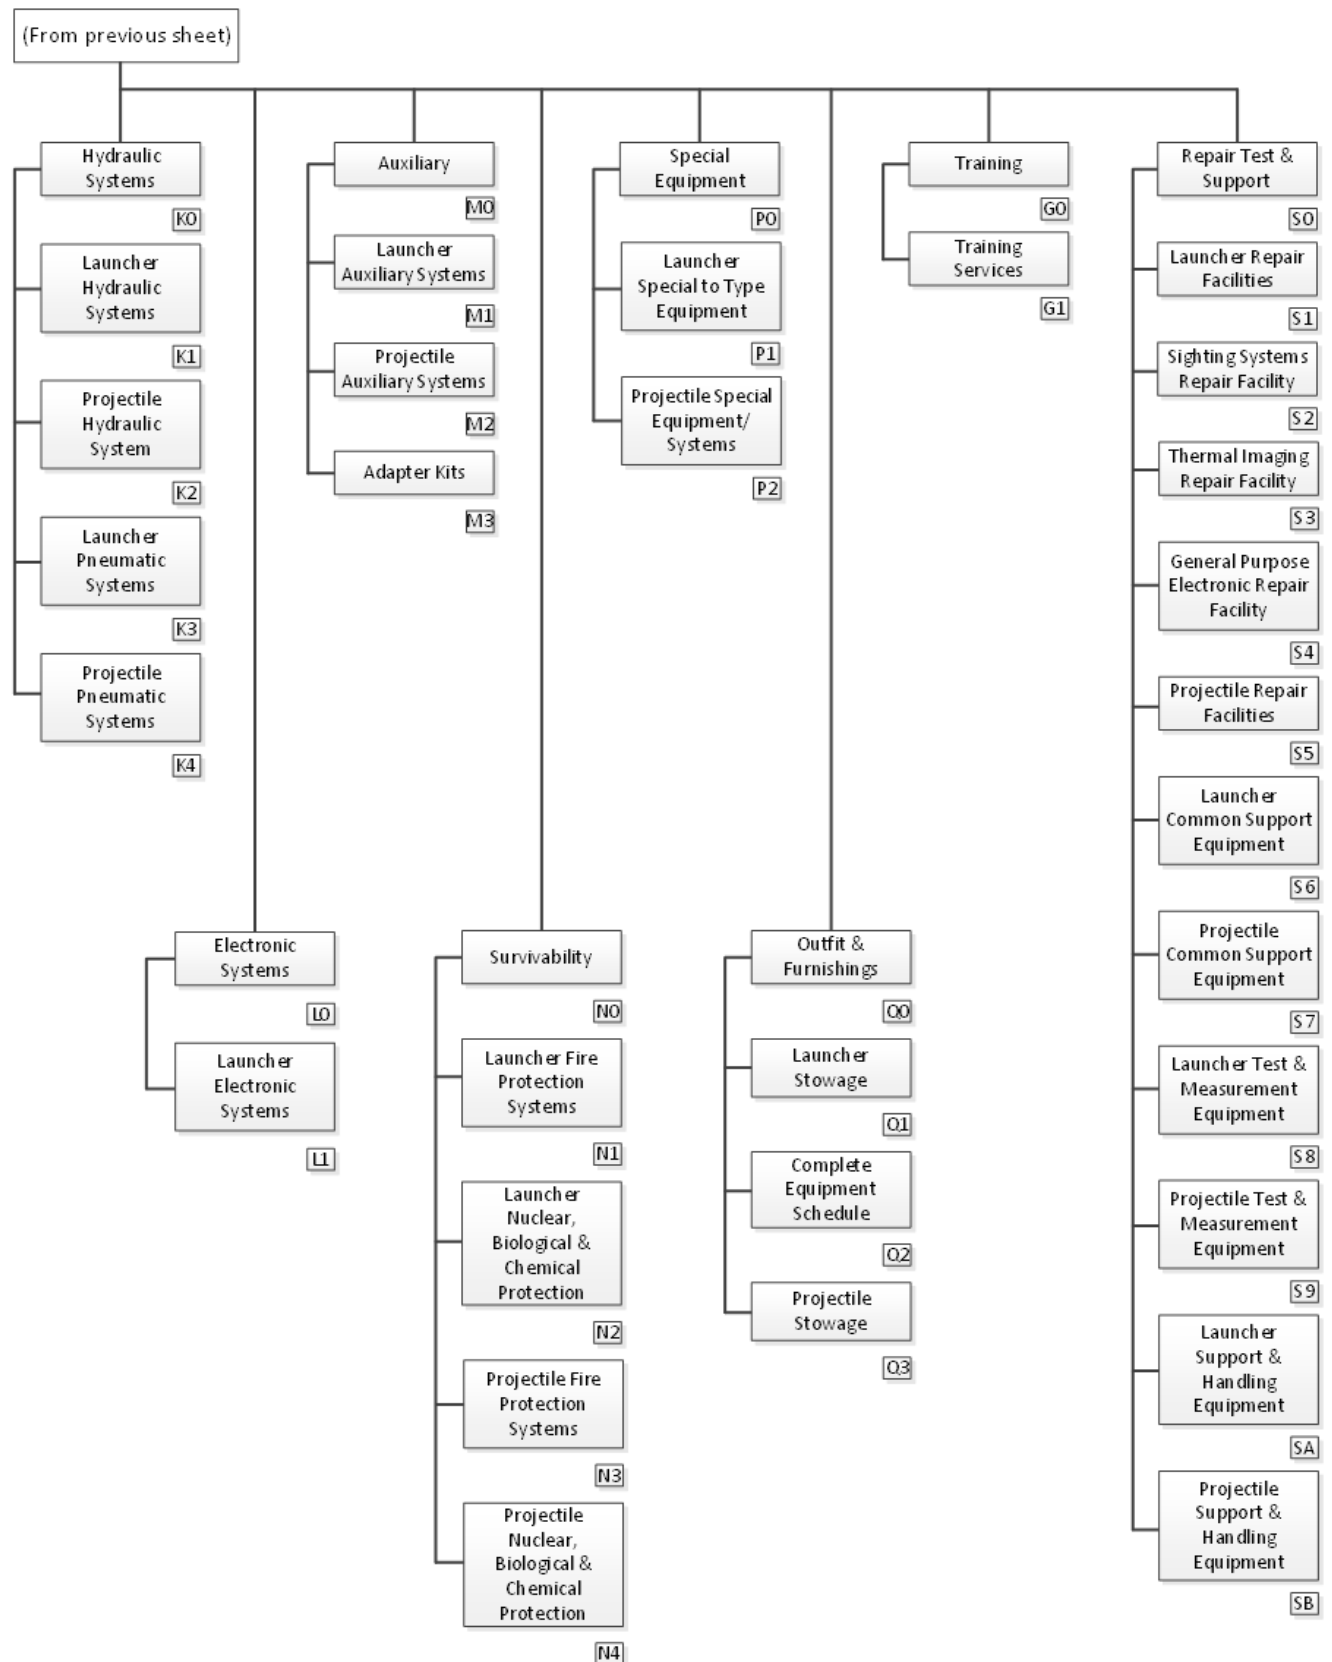 (From previous sheet)
Hydraulic
Systems
K0
Launcher
Hydraulic
Systems
K1
Projectile
Hydraulic
System
K2
Launcher
Pneumatic
Systems
K3
Projectile
Pneumatic
Systems
K4
Electronic
Systems
L0
Launcher
Electronic
Systems
L1
Auxiliary
M0
Launcher
Auxiliary Systems
M1
Projectile
Auxiliary Systems
M2
Adapter Kits
M3
Survivability
N0
Launcher Fire
Protection
Systems
N1
Launcher
Nuclear,
Biological &
Chemical
Protection
N2
Projectile Fire
Protection
Systems
N3
Projectile
Nuclear,
Biological &
Chemical
Protection
N4
Special
Equipment
P0
Launcher
Special to Type
Equipment
P1
Projectile Special
Equipment/
Systems
P2
Outfit &
Furnishings
Q0
Launcher
Stowage
Q1
Complete
Equipment
Schedule
Q2
Projectile
Stowage
Q3
Training
G0
Training
Services
G1
Repair Test &
Support
S0
Launcher Repair
Facilities
S1
Sighting Systems
Repair Facility
S2
Thermal Imaging
Repair Facility
S3
General Purpose
Electronic Repair
Facility
S4
Projectile Repair
Facilities
S5
Launcher
Common Support
Equipment
S6
Projectile
Common Support
Equipment
S7
Launcher Test &
Measurement
Equipment
S8
Projectile Test &
Measurement
Equipment
S9
Launcher
Support &
Handling
Equipment
SA
Projectile
Support &
Handling
Equipment
SB